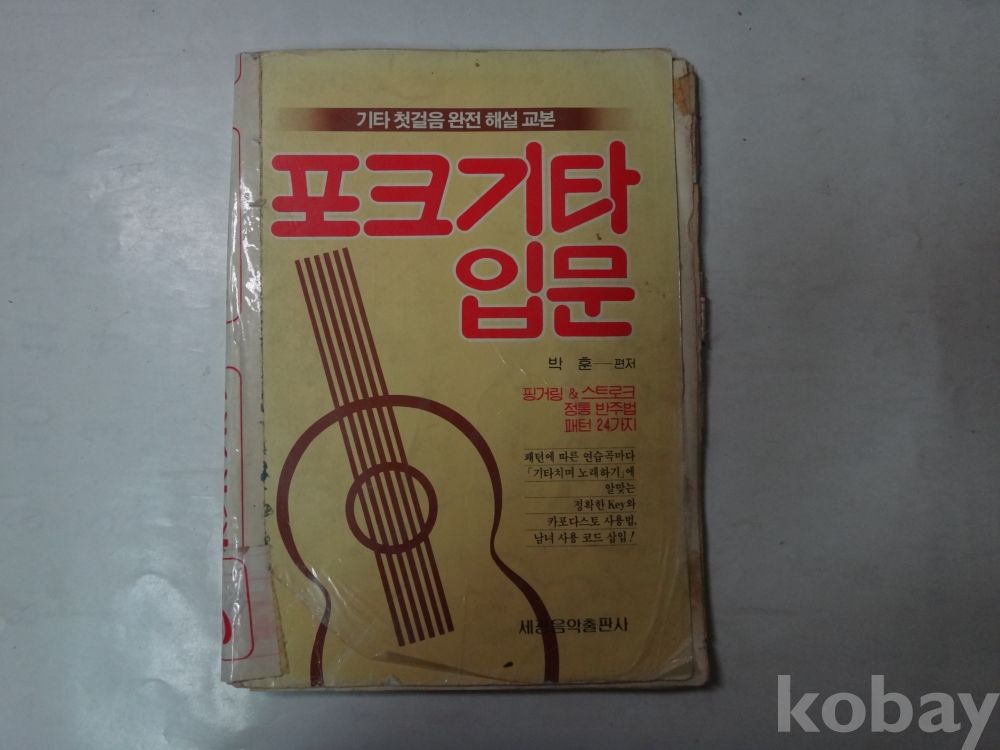 기타 첫걸음 완전 해설 교본
포크기타
입문
박 훈 — 편저
핑거링 & 스트로크
정통 반주법
패턴 24가지
패턴에 따른 연습곡마다
「기타치며 노래하기」에
알맞는
정확한 Key와
카포다스토 사용법,
남녀 사용 코드 삽입!
세광음악출판사
kobay